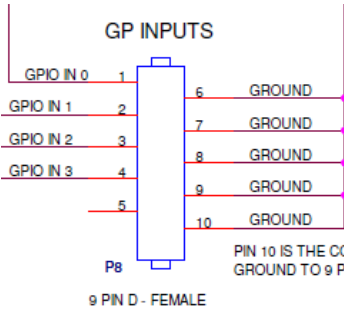 GP INPUTS
GPIO IN 0 1
6 GROUND
GPIO IN 1 2
7 GROUND
GPIO IN 2 3
8 GROUND
GPIO IN 3 4
9 GROUND
5
10 GROUND
PIN 10 IS THE
P8
GROUND TO 9
9 PIN D - FEMALE